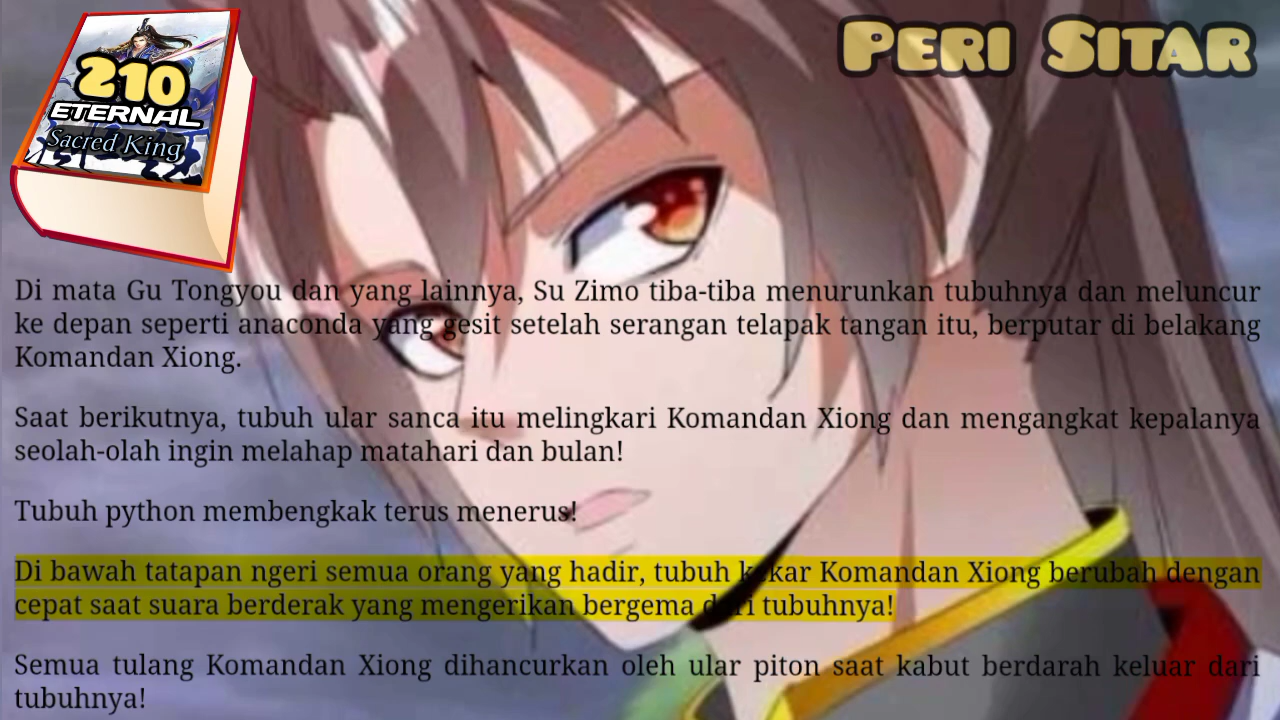 210
ETERNAL
Sacred King
PERI SITAR
Di mata Gu Tongyou dan yang lainnya, Su Zimo tiba-tiba menurunkan tubuhnya dan meluncur
ke depan seperti anaconda yang gesit setelah serangan telapak tangan itu, berputar di belakang
Komandan Xiong.
Saat berikutnya, tubuh ular sanca itu melingkari Komandan Xiong dan mengangkat kepalanya
seolah-olah ingin melahap matahari dan bulan!
Tubuh python membengkak terus menerus!
Di bawah tatapan ngeri semua orang yang hadir, tubuh kekar Komandan Xiong berubah dengan
cepat saat suara berderak yang mengerikan bergema dari tubuhnya!
Semua tulang Komandan Xiong dihancurkan oleh ular piton saat kabut berdarah keluar dari
tubuhnya!